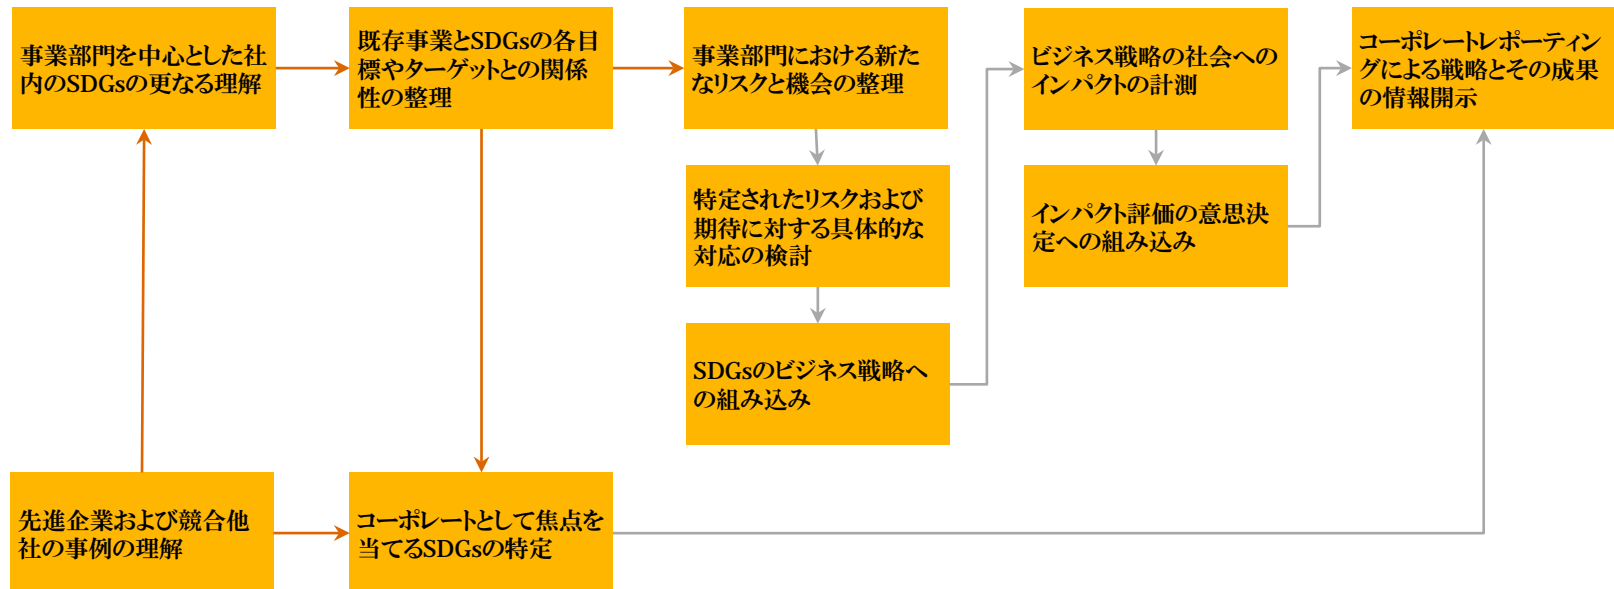 事業部門を中心とした社
内のSDGsの更なる理解
既存事業とSDGsの各目
標やターゲットとの関係
性の整理
事業部門における新た
なリスクと機会の整理
ビジネス戦略の社会への
インパクトの計測
コーポレートレポーティン
グによる戦略とその成果
の情報開示
特定されたリスクおよび
期待に対する具体的な
対応の検討
インパクト評価の意思決
定への組み込み
SDGsのビジネス戦略へ
の組み込み
先進企業および競合他
社の事例の理解
コーポレートとして焦点を
当てるSDGsの特定